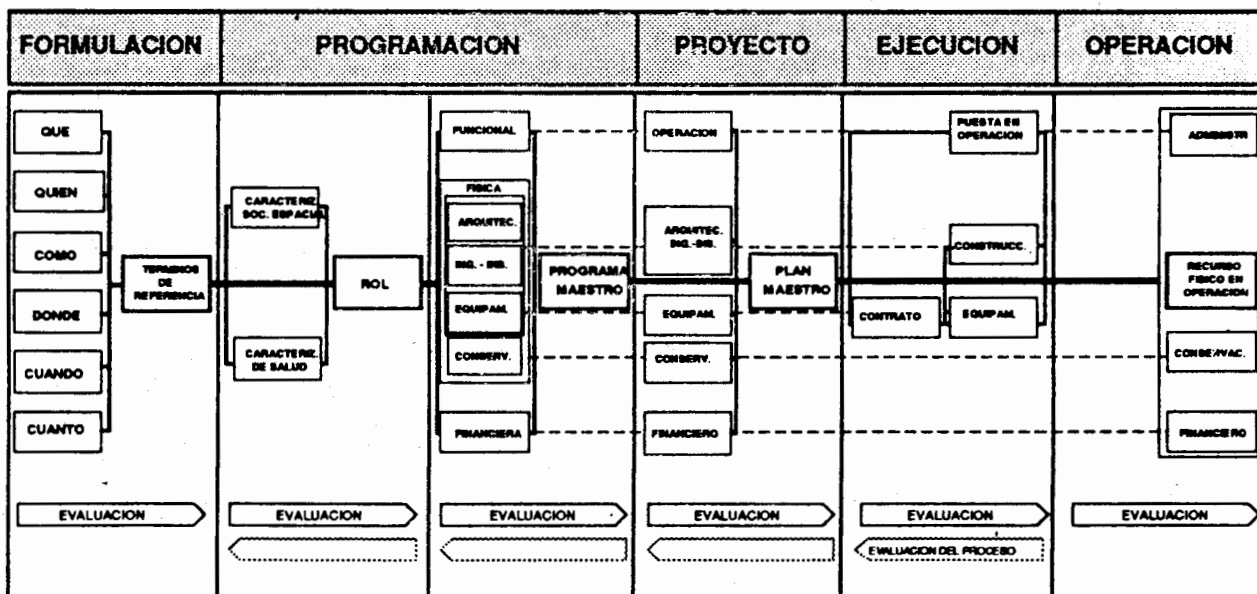 FORMULACION
PROGRAMACION
PROYECTO
EJECUCION
OPERACION
QUE
QUIEN
COMO
DONDE
CUANDO
CUANTO
TERMINOS
DE
REFERENCIA
CARACTERIZ.
SOC. ESPACIAL
CARACTERIZ.
DE SALUD
ROL
FUNCIONAL
FISICA
ARQUITEC.
ING. - DIS.
EQUIPAM.
CONSERV.
FINANCIERA
PROGRAMA
MAESTRO
OPERACION
ARQUITEC.
ING.-DIS.
EQUIPAM.
CONSERV.
FINANCIERO
PLAN
MAESTRO
CONTRATO
PUESTA EN
OPERACION
CONSTRUCC.
EQUIPAM.
ADMINISTR
RECURSO
FISICO EN
OPERACION
CONSERVAC.
FINANCIERO
EVALUACION
EVALUACION
EVALUACION
EVALUACION
EVALUACION
EVALUACION
EVALUACION DEL PROCESO